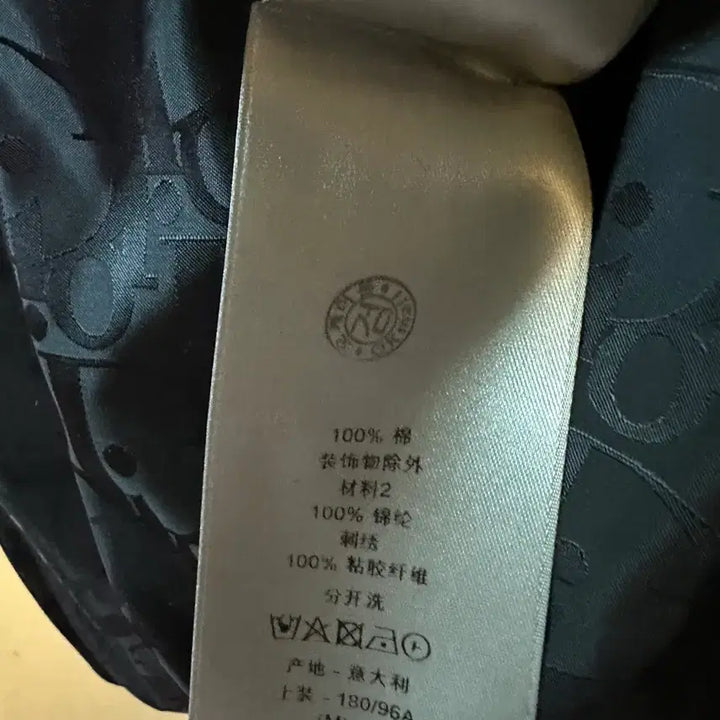 100% 棉
装饰物除外
材料2
100% 锦纶
刺绣
100% 粘胶纤维
分开洗
产地 - 意大利
上装 - 180/96A